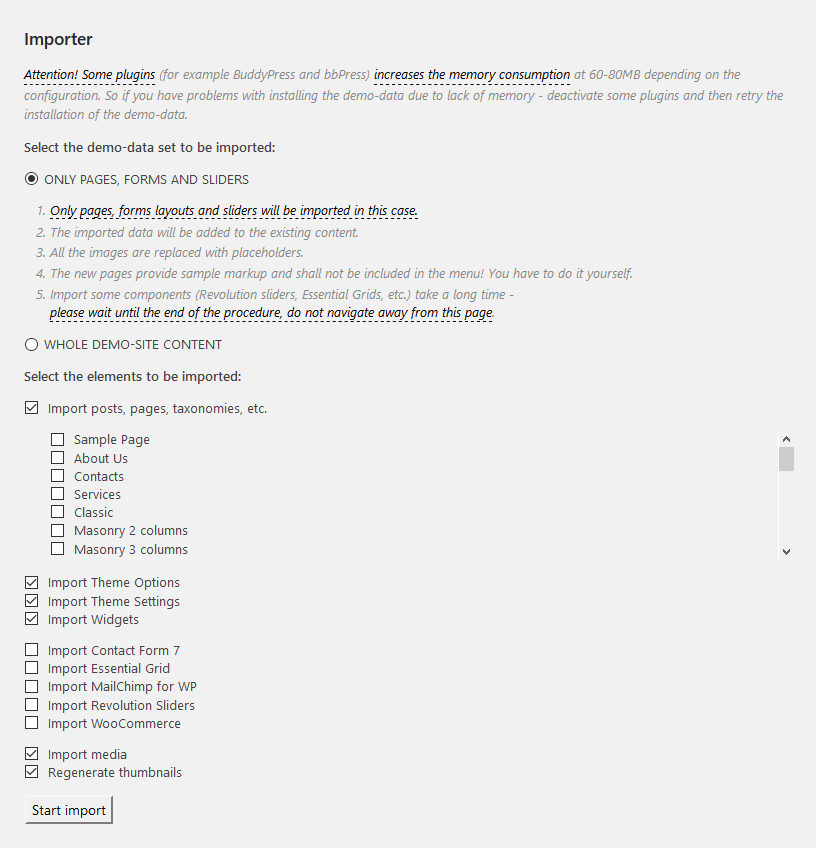 Importer
Attention! Some plugins (for example BuddyPress and bbPress) increases the memory consumption at 60-80MB depending on the
configuration. So if you have problems with installing the demo-data due to lack of memory - deactivate some plugins and then retry the
installation of the demo-data.
Select the demo-data set to be imported:
ONLY PAGES, FORMS AND SLIDERS
1. Only pages, forms layouts and sliders will be imported in this case.
2. The imported data will be added to the existing content.
3. All the images are replaced with placeholders.
4. The new pages provide sample markup and shall not be included in the menu! You have to do it yourself.
5. Import some components (Revolution sliders, Essential Grids, etc.) take a long time -
please wait until the end of the procedure, do not navigate away from this page.
WHOLE DEMO-SITE CONTENT
Select the elements to be imported:
Import posts, pages, taxonomies, etc.
Sample Page
About Us
Contacts
Services
Classic
Masonry 2 columns
Masonry 3 columns
Import Theme Options
Import Theme Settings
Import Widgets
Import Contact Form 7
Import Essential Grid
Import MailChimp for WP
Import Revolution Sliders
Import WooCommerce
Import media
Regenerate thumbnails
Start import